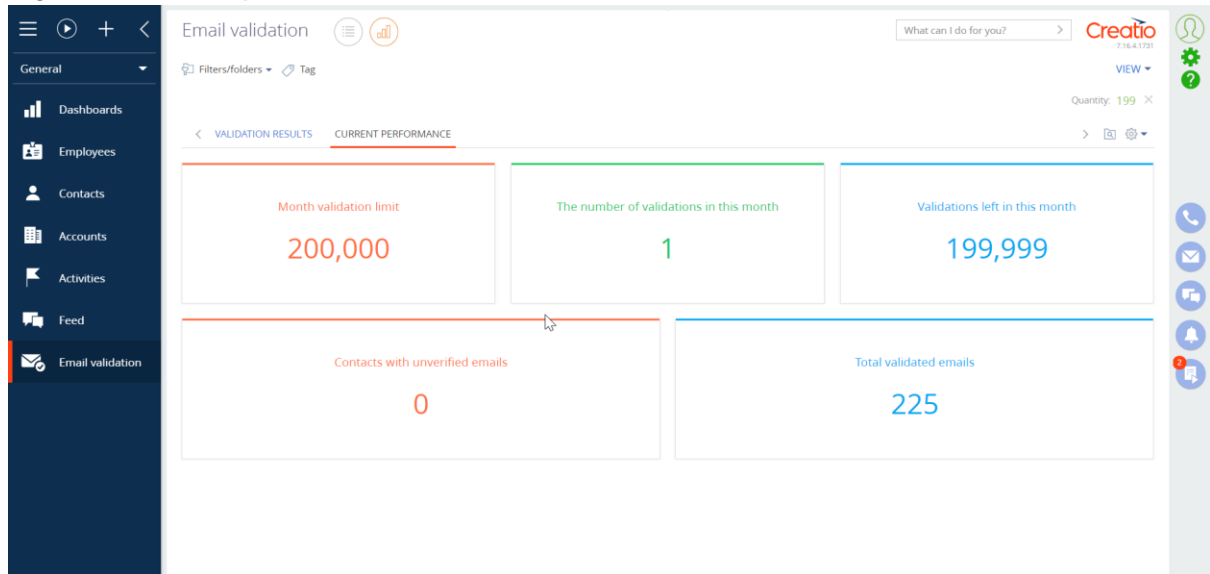 Email validation
What can I do for you?
Creatio
7.16.4.1731
General
Filters/folders
Tag
VIEW
Dashboards
Quantity: 199
VALIDATION RESULTS
CURRENT PERFORMANCE
Employees
Contacts
Accounts
Activities
Feed
Email validation
Month validation limit
200,000
The number of validations in this month
1
Validations left in this month
199,999
Contacts with unverified emails
0
Total validated emails
225
2